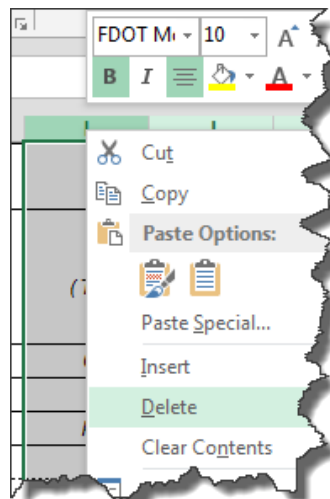 FDOT M 10 A
B I A
Cut
Copy
Paste Options:
Paste Special...
Insert
Delete
Clear Contents